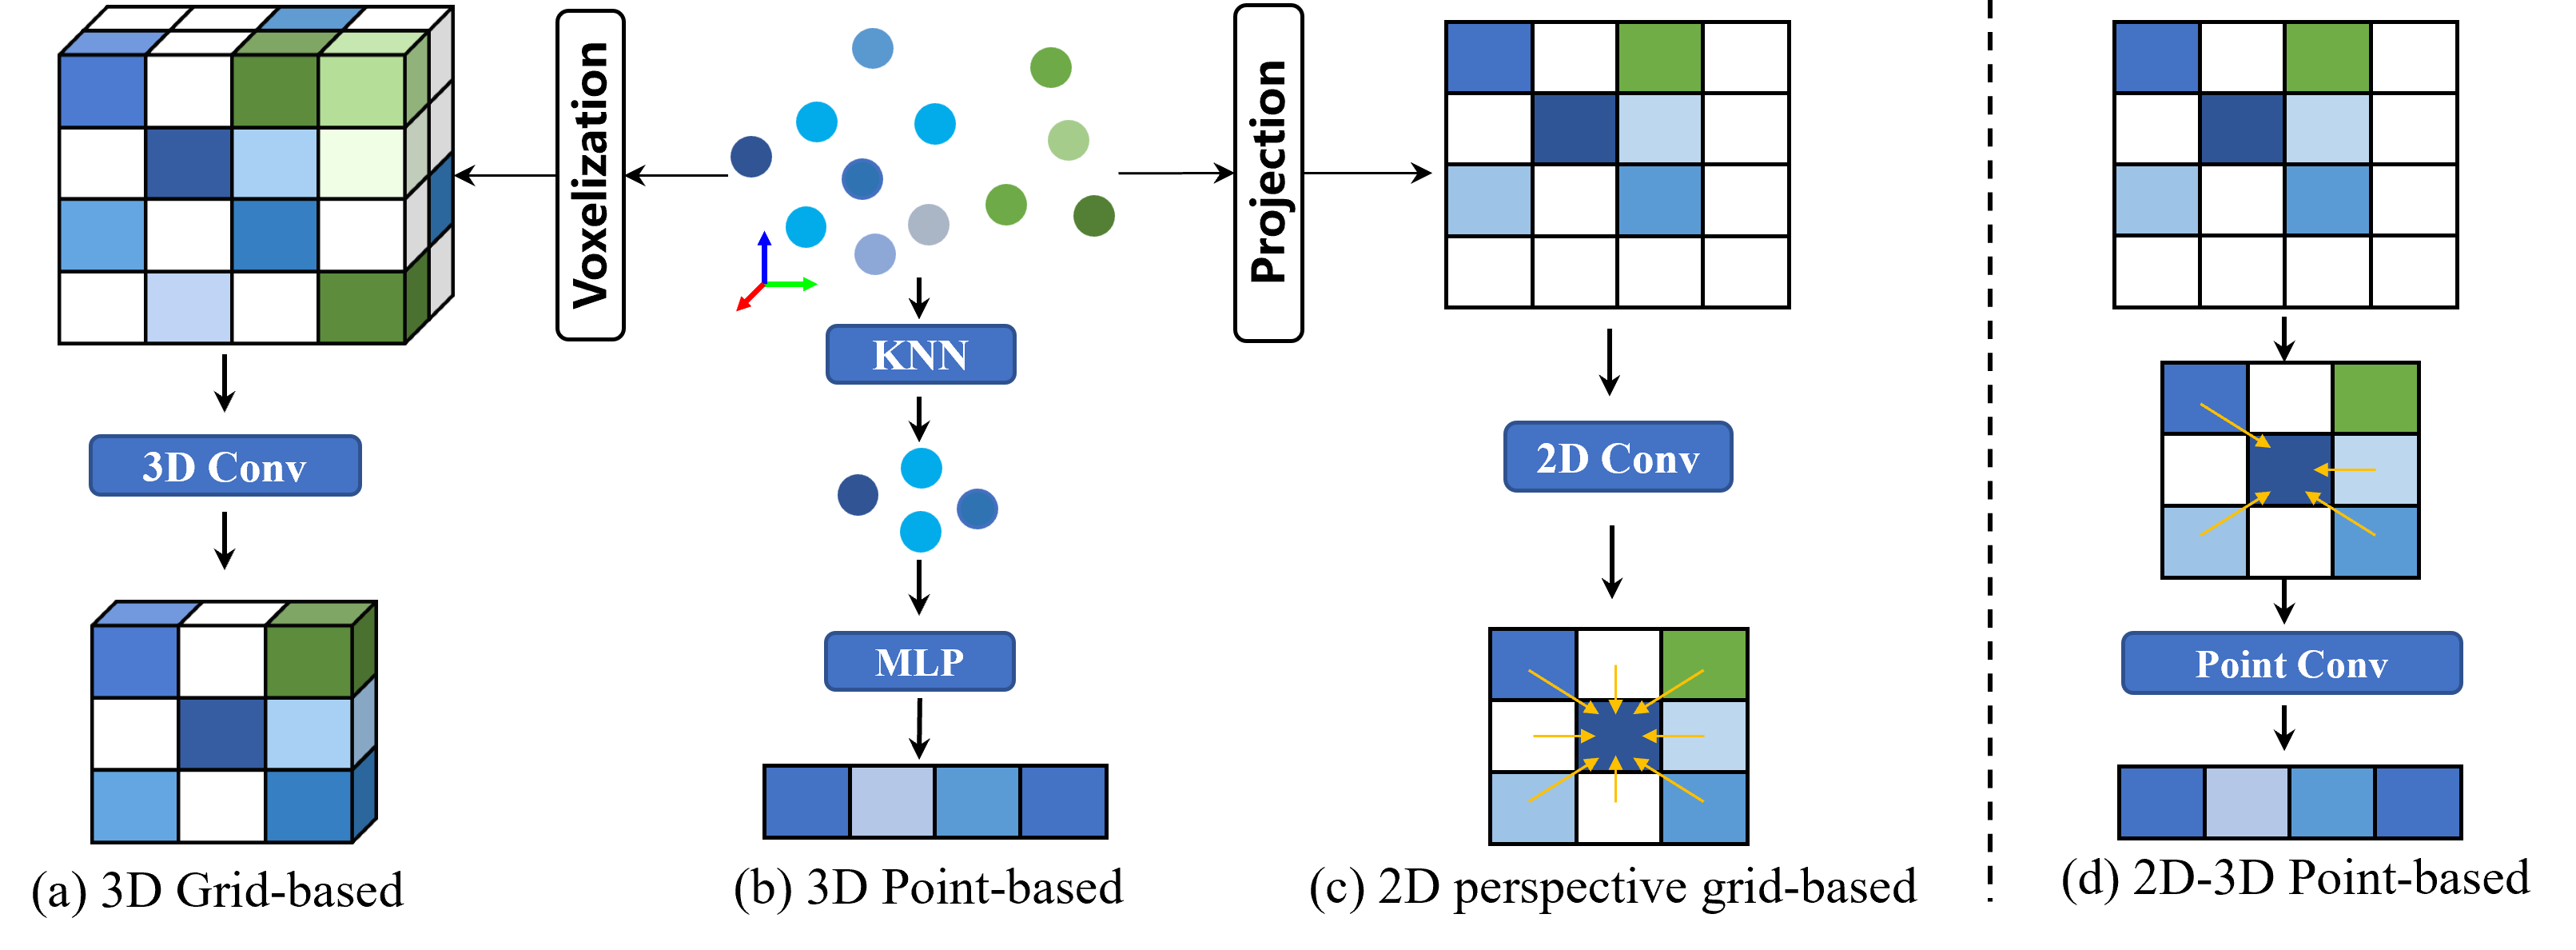 Voxelization
Projection
KNN
3D Conv
2D Conv
MLP
Point Conv
(a) 3D Grid-based
(b) 3D Point-based
(c) 2D perspective grid-based
(d) 2D-3D Point-based